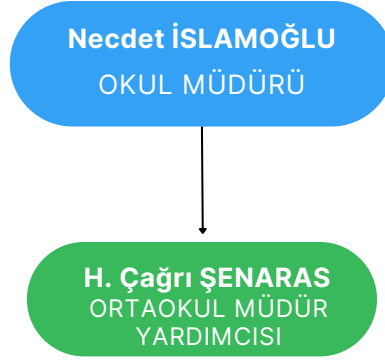 Necdet İSLAMOĞLU
OKUL MÜDÜRÜ
H. Çağrı ŞENARAS
ORTAOKUL MÜDÜR
YARDIMCISI